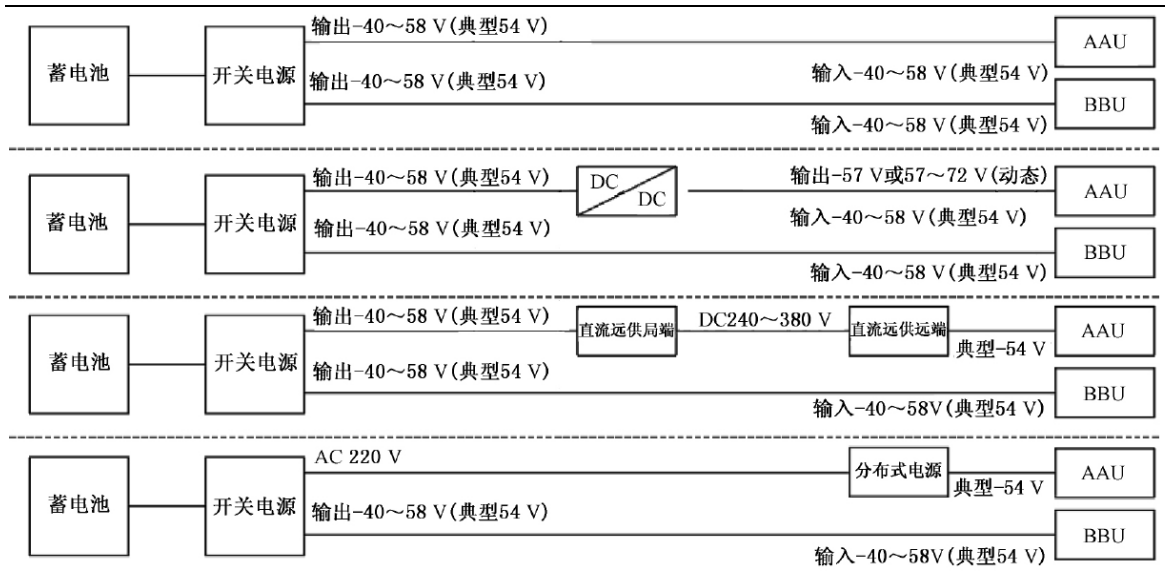 输出-40～58 V(典型54 V)
蓄电池
开关电源
AAU
输入-40～58 V(典型54 V)
输出-40～58 V(典型54 V)
BBU
输入-40～58 V(典型54 V)
输出-40～58 V(典型54 V)
DC
DC
输出-57 V或57～72 V(动态)
AAU
蓄电池
开关电源
输入-40～58 V(典型54 V)
输出-40～58 V(典型54 V)
BBU
输入-40～58 V(典型54 V)
输出-40～58 V(典型54 V)
直流远供局端
DC240～380 V
直流远供远端
AAU
典型-54 V
蓄电池
开关电源
输出-40～58 V(典型54 V)
BBU
输入-40～58V(典型54 V)
AC 220 V
分布式电源
AAU
典型-54 V
蓄电池
开关电源
输出-40～58 V(典型54 V)
BBU
输入-40～58V(典型54 V)